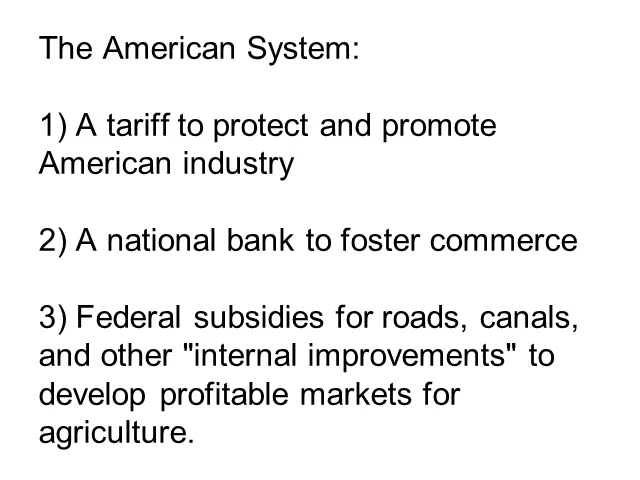 The American System:
1) A tariff to protect and promote
American industry
2) A national bank to foster commerce
3) Federal subsidies for roads, canals,
and other "internal improvements" to
develop profitable markets for
agriculture.